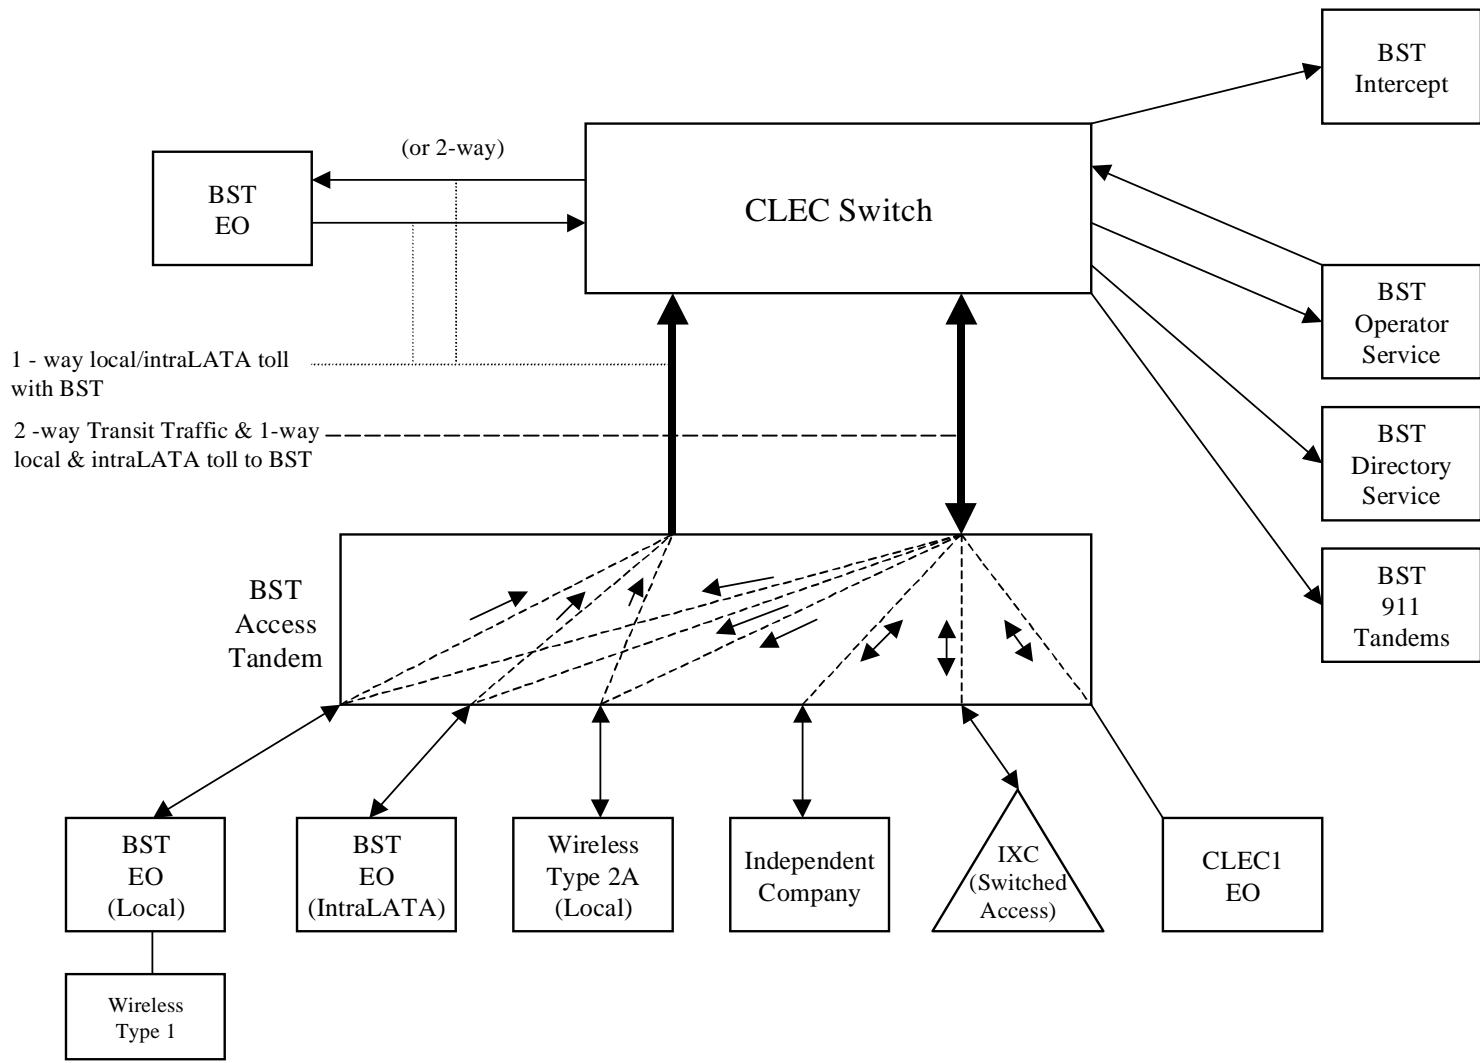 BST
Intercept
(or 2-way)
BST
EO
CLEC Switch
BST
Operator
Service
1 - way local/intraLATA toll
with BST
2 -way Transit Traffic & 1-way
local & intraLATA toll to BST
BST
Directory
Service
BST
911
Tandems
BST
Access
Tandem
BST
EO
(Local)
BST
EO
(IntraLATA)
Wireless
Type 2A
(Local)
Independent
Company
IXC
(Switched
Access)
CLEC1
EO
Wireless
Type 1